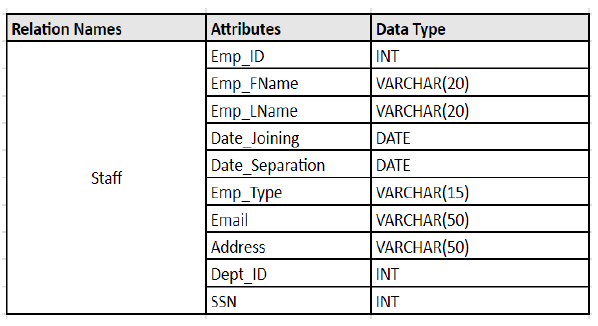 Relation Names Attributes Data Type
Emp_ID INT
Emp_FName VARCHAR(20)
Emp_LName VARCHAR(20)
Date_Joining DATE
Date_Separation DATE
Staff
Emp_Type VARCHAR(15)
Email VARCHAR(50)
Address VARCHAR(50)
Dept_ID INT
SSN INT